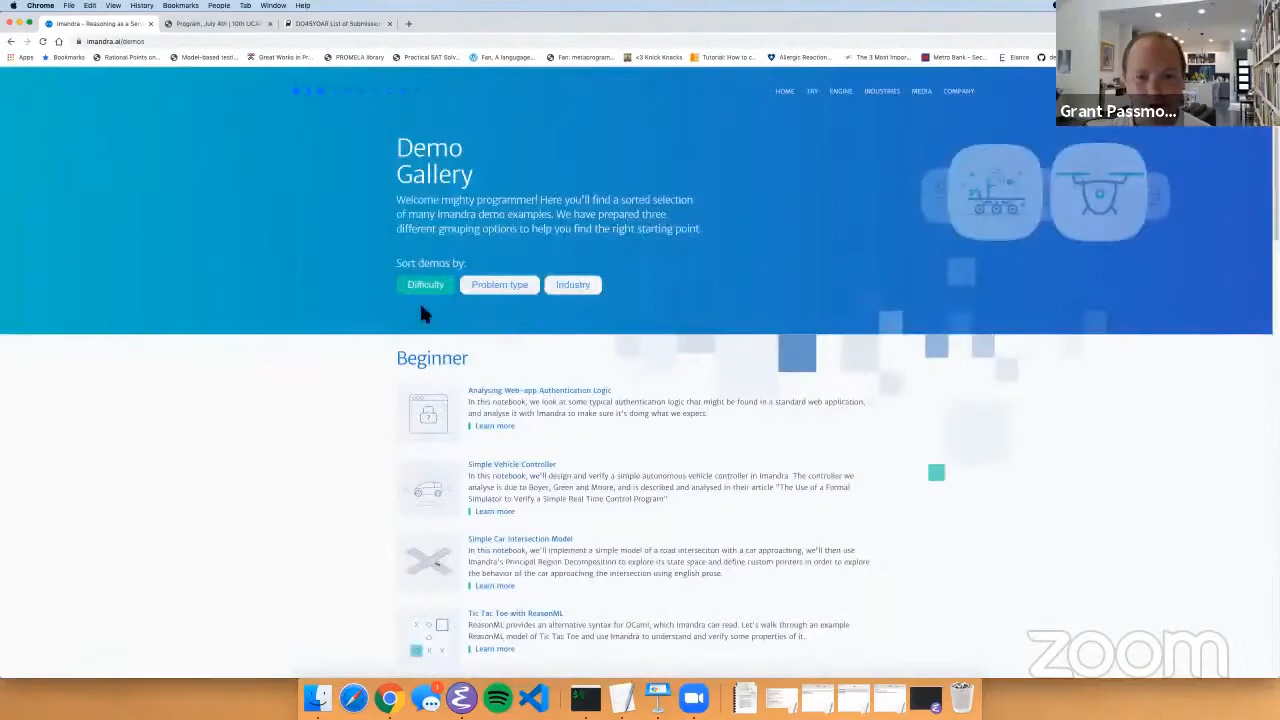 Chrome File Edit View History Bookmarks People Tab Window Help
Imandra - Reasoning as a Serv
Program, July 4th | 10th IJCAR
DO4SYDAR List of Submissio
imandra.ai/demos
Apps Bookmarks Rational Points on Model-based testi... Great Works in Pr... PROMELA library Practical SAT Solv... Fan, A langugage... Fan: metaprogram... <3 Knick Knacks Tutorial: How to c... Allergic Reaction... The 3 Most Impor... Metro Bank - Sec... Elance
Grant Passmo...
HOME TRY ENGINE INDUSTRIES MEDIA COMPANY
Demo
Gallery
Welcome mighty programmer! Here you'll find a sorted selection
of many Imandra demo examples. We have prepared three
different grouping options to help you find the right starting point.
Sort demos by:
Difficulty Problem type Industry
Beginner
Analysing Web-app Authentication Logic
In this notebook, we look at some typical authentication logic that might be found in a standard web application,
and analyse it with Imandra to make sure it's doing what we expect.
Learn more
Simple Vehicle Controller
In this notebook, we'll design and verify a simple autonomous vehicle controller in Imandra. The controller we
analyse is due to Boyer, Green and Moore, and is described and analysed in their article "The Use of a Formal
Simulator to Verify a Simple Real Time Control Program"
Learn more
Simple Car Intersection Model
In this notebook, we'll implement a simple model of a road interseciton with a car approaching, we'll then use
Imandra's Principal Region Decomposition to explore its state space and define custom printers in order to explore
the behavior of the car approaching the intersection using english prose.
Learn more
Tic Tac Toe with ReasonML
ReasonML provides an alternative syntax for OCaml, which Imandra can read. Let's walk through an example
ReasonML model of Tic Tac Toe and use Imandra to understand and verify some properties of it.
Learn more
zoom